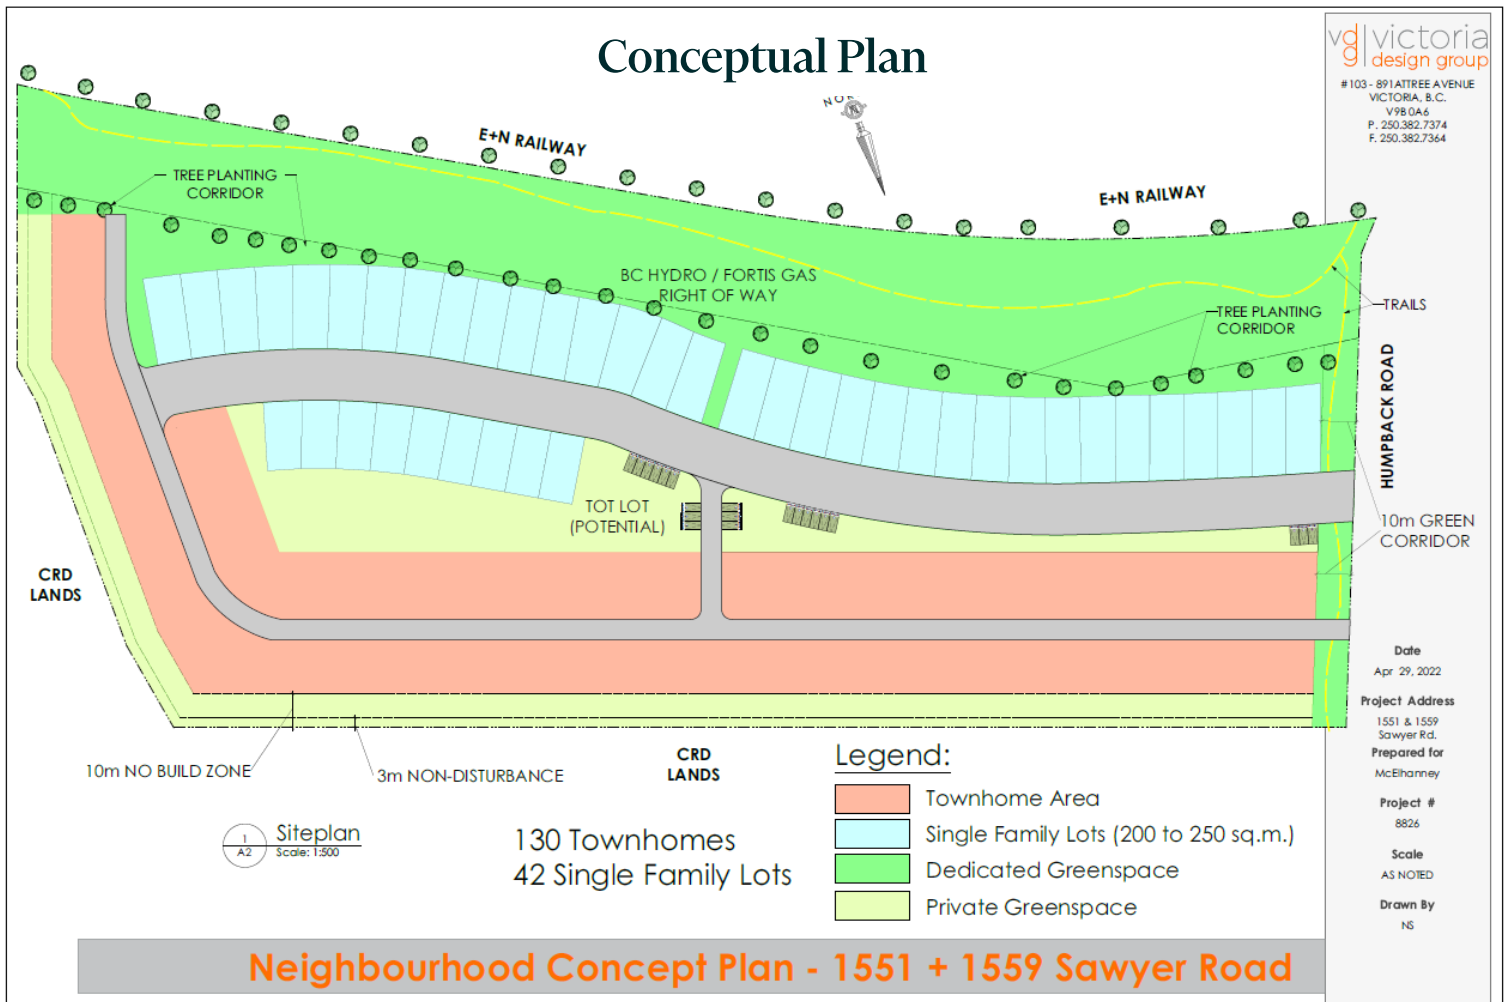 Conceptual Plan
vdg victoria
design group
#103 - 891 ATTREE AVENUE
VICTORIA, B.C.
V9B 0A6
P. 250.382.7374
F. 250.382.7364
E+N RAILWAY
E+N RAILWAY
TREE PLANTING
CORRIDOR
BC HYDRO / FORTIS GAS
RIGHT OF WAY
TREE PLANTING
CORRIDOR
TRAILS
HUMPBACK ROAD
TOT LOT
(POTENTIAL)
10m GREEN
CORRIDOR
CRD
LANDS
Date
Apr 29, 2022
Project Address
1551 & 1559
Sawyer Rd.
Prepared for
McElhanney
Project #
8826
Scale
AS NOTED
Drawn By
NS
10m NO BUILD ZONE
3m NON-DISTURBANCE
CRD
LANDS
1
A2
Siteplan
Scale: 1:500
130 Townhomes
42 Single Family Lots
Legend:
Townhome Area
Single Family Lots (200 to 250 sq.m.)
Dedicated Greenspace
Private Greenspace
Neighbourhood Concept Plan - 1551 + 1559 Sawyer Road